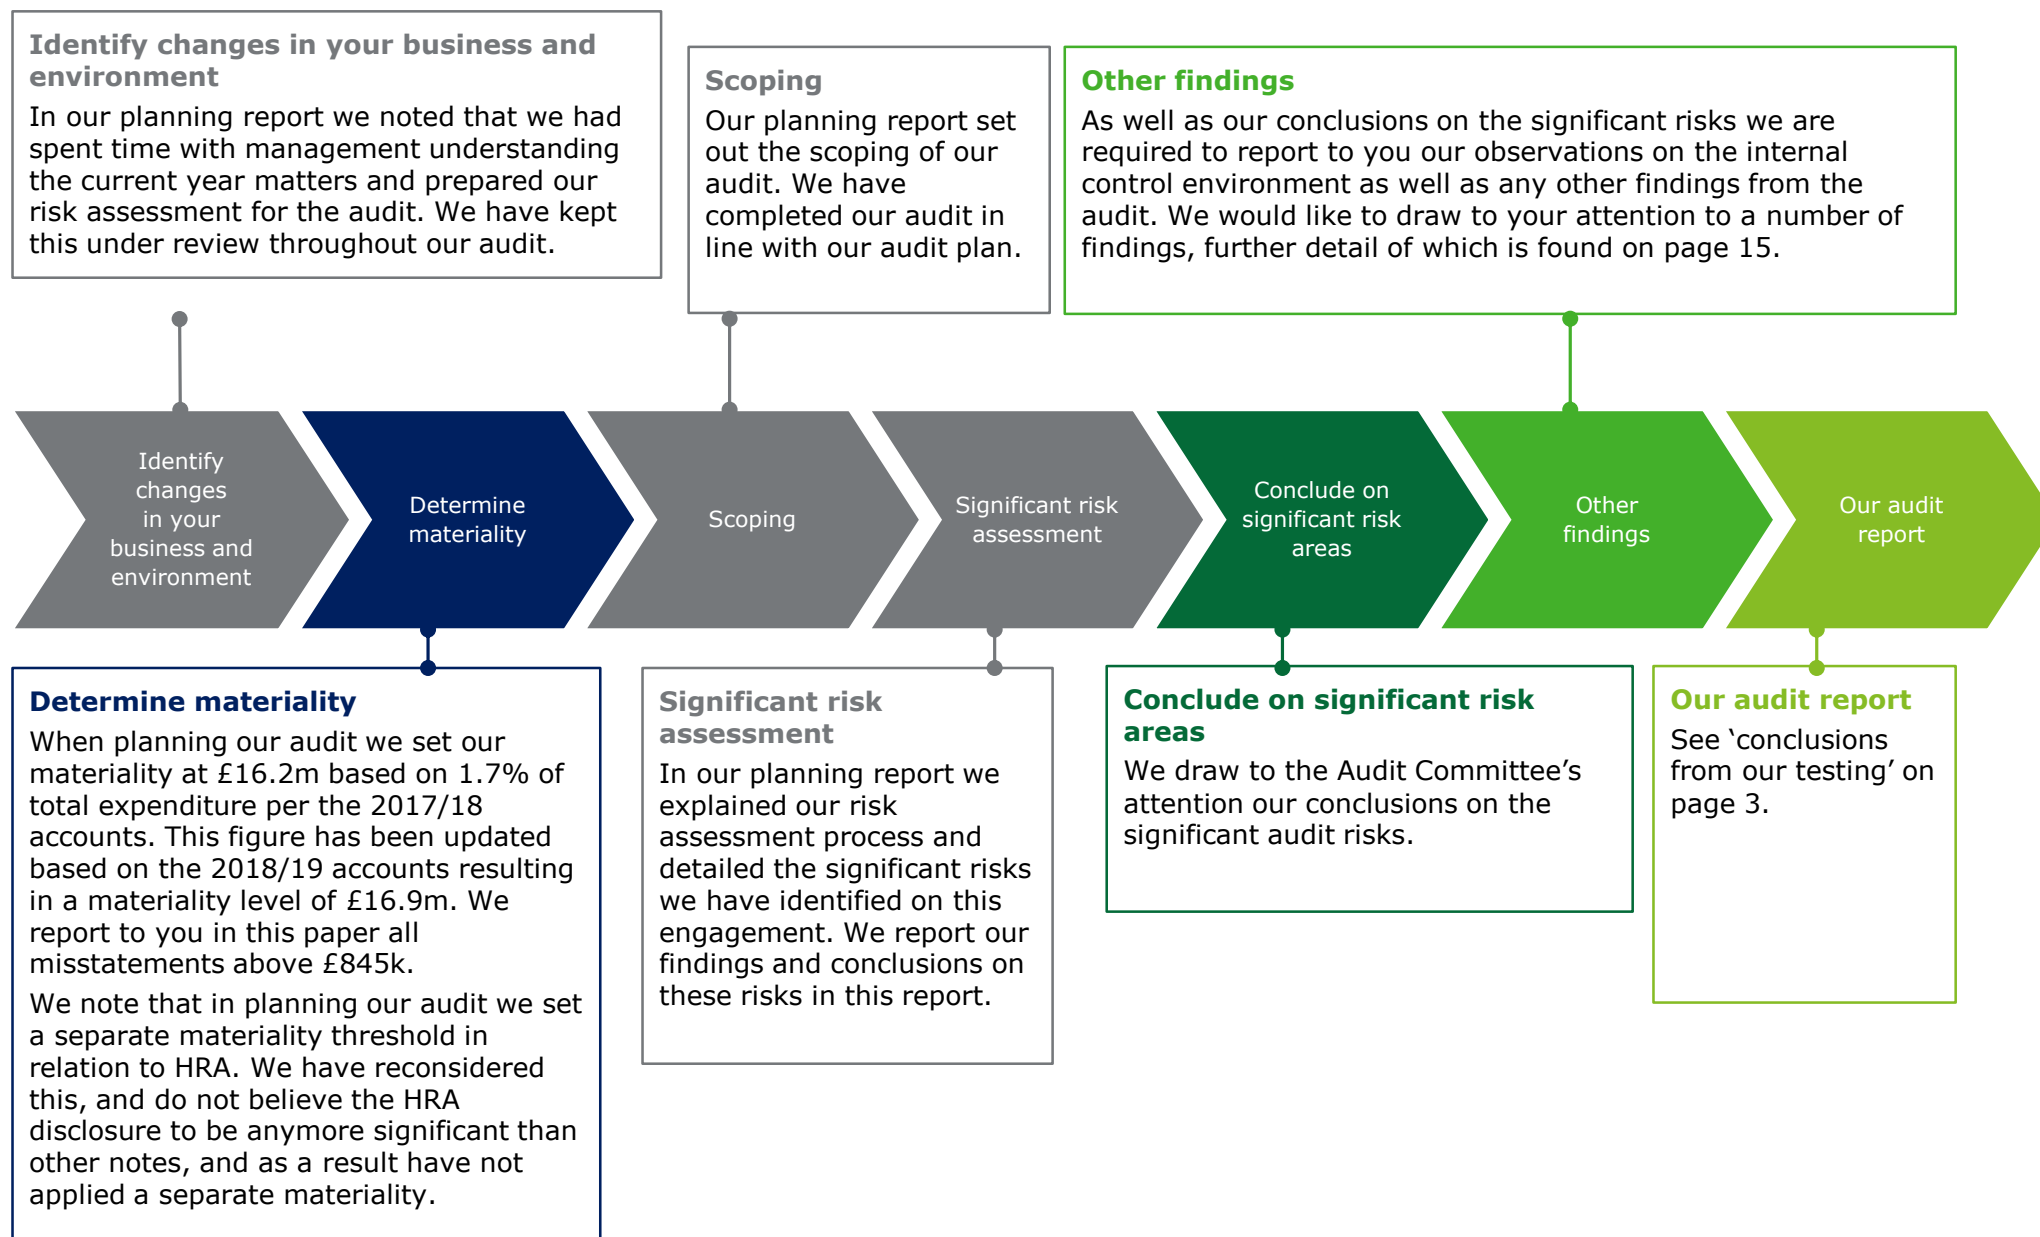 Identify changes in your business and
environment
In our planning report we noted that we had
spent time with management understanding
the current year matters and prepared our
risk assessment for the audit. We have kept
this under review throughout our audit.
Scoping
Our planning report set
out the scoping of our
audit. We have
completed our audit in
line with our audit plan.
Other findings
As well as our conclusions on the significant risks we are
required to report to you our observations on the internal
control environment as well as any other findings from the
audit. We would like to draw to your attention to a number of
findings, further detail of which is found on page 15.
Identify
changes
in your
business and
environment
Determine
materiality
Scoping
Significant risk
assessment
Conclude on
significant risk
areas
Other
findings
Our audit
report
Determine materiality
When planning our audit we set our
materiality at £16.2m based on 1.7% of
total expenditure per the 2017/18
accounts. This figure has been updated
based on the 2018/19 accounts resulting
in a materiality level of £16.9m. We
report to you in this paper all
misstatements above £845k.
We note that in planning our audit we set
a separate materiality threshold in
relation to HRA. We have reconsidered
this, and do not believe the HRA
disclosure to be anymore significant than
other notes, and as a result have not
applied a separate materiality.
Significant risk
assessment
In our planning report we
explained our risk
assessment process and
detailed the significant risks
we have identified on this
engagement. We report our
findings and conclusions on
these risks in this report.
Conclude on significant risk
areas
We draw to the Audit Committee’s
attention our conclusions on the
significant audit risks.
Our audit report
See ‘conclusions
from our testing’ on
page 3.